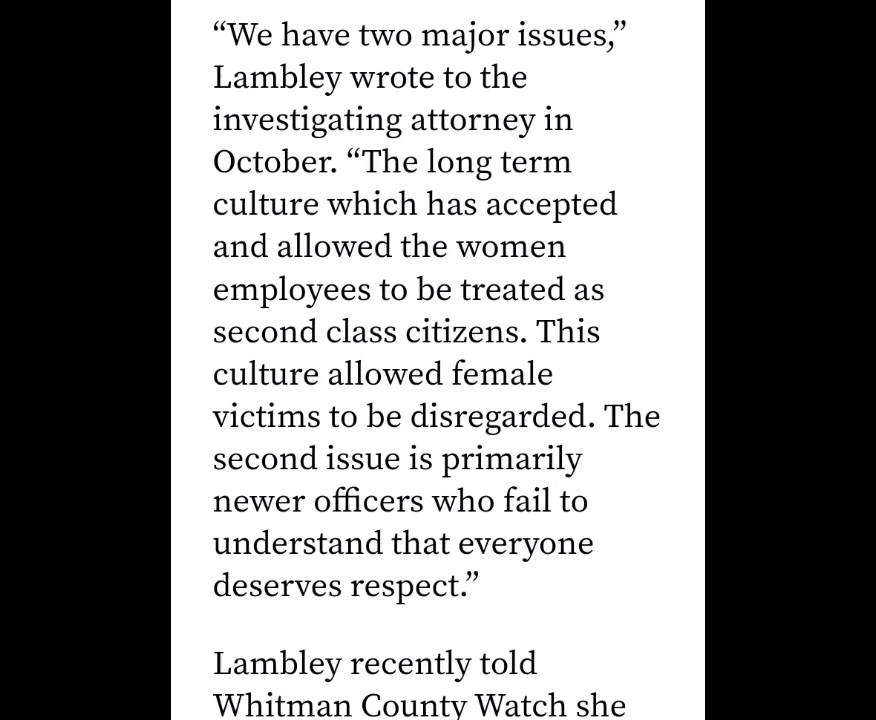 “We have two major issues,”
Lambley wrote to the
investigating attorney in
October. “The long term
culture which has accepted
and allowed the women
employees to be treated as
second class citizens. This
culture allowed female
victims to be disregarded. The
second issue is primarily
newer officers who fail to
understand that everyone
deserves respect.”
Lambley recently told
Whitman County Watch she